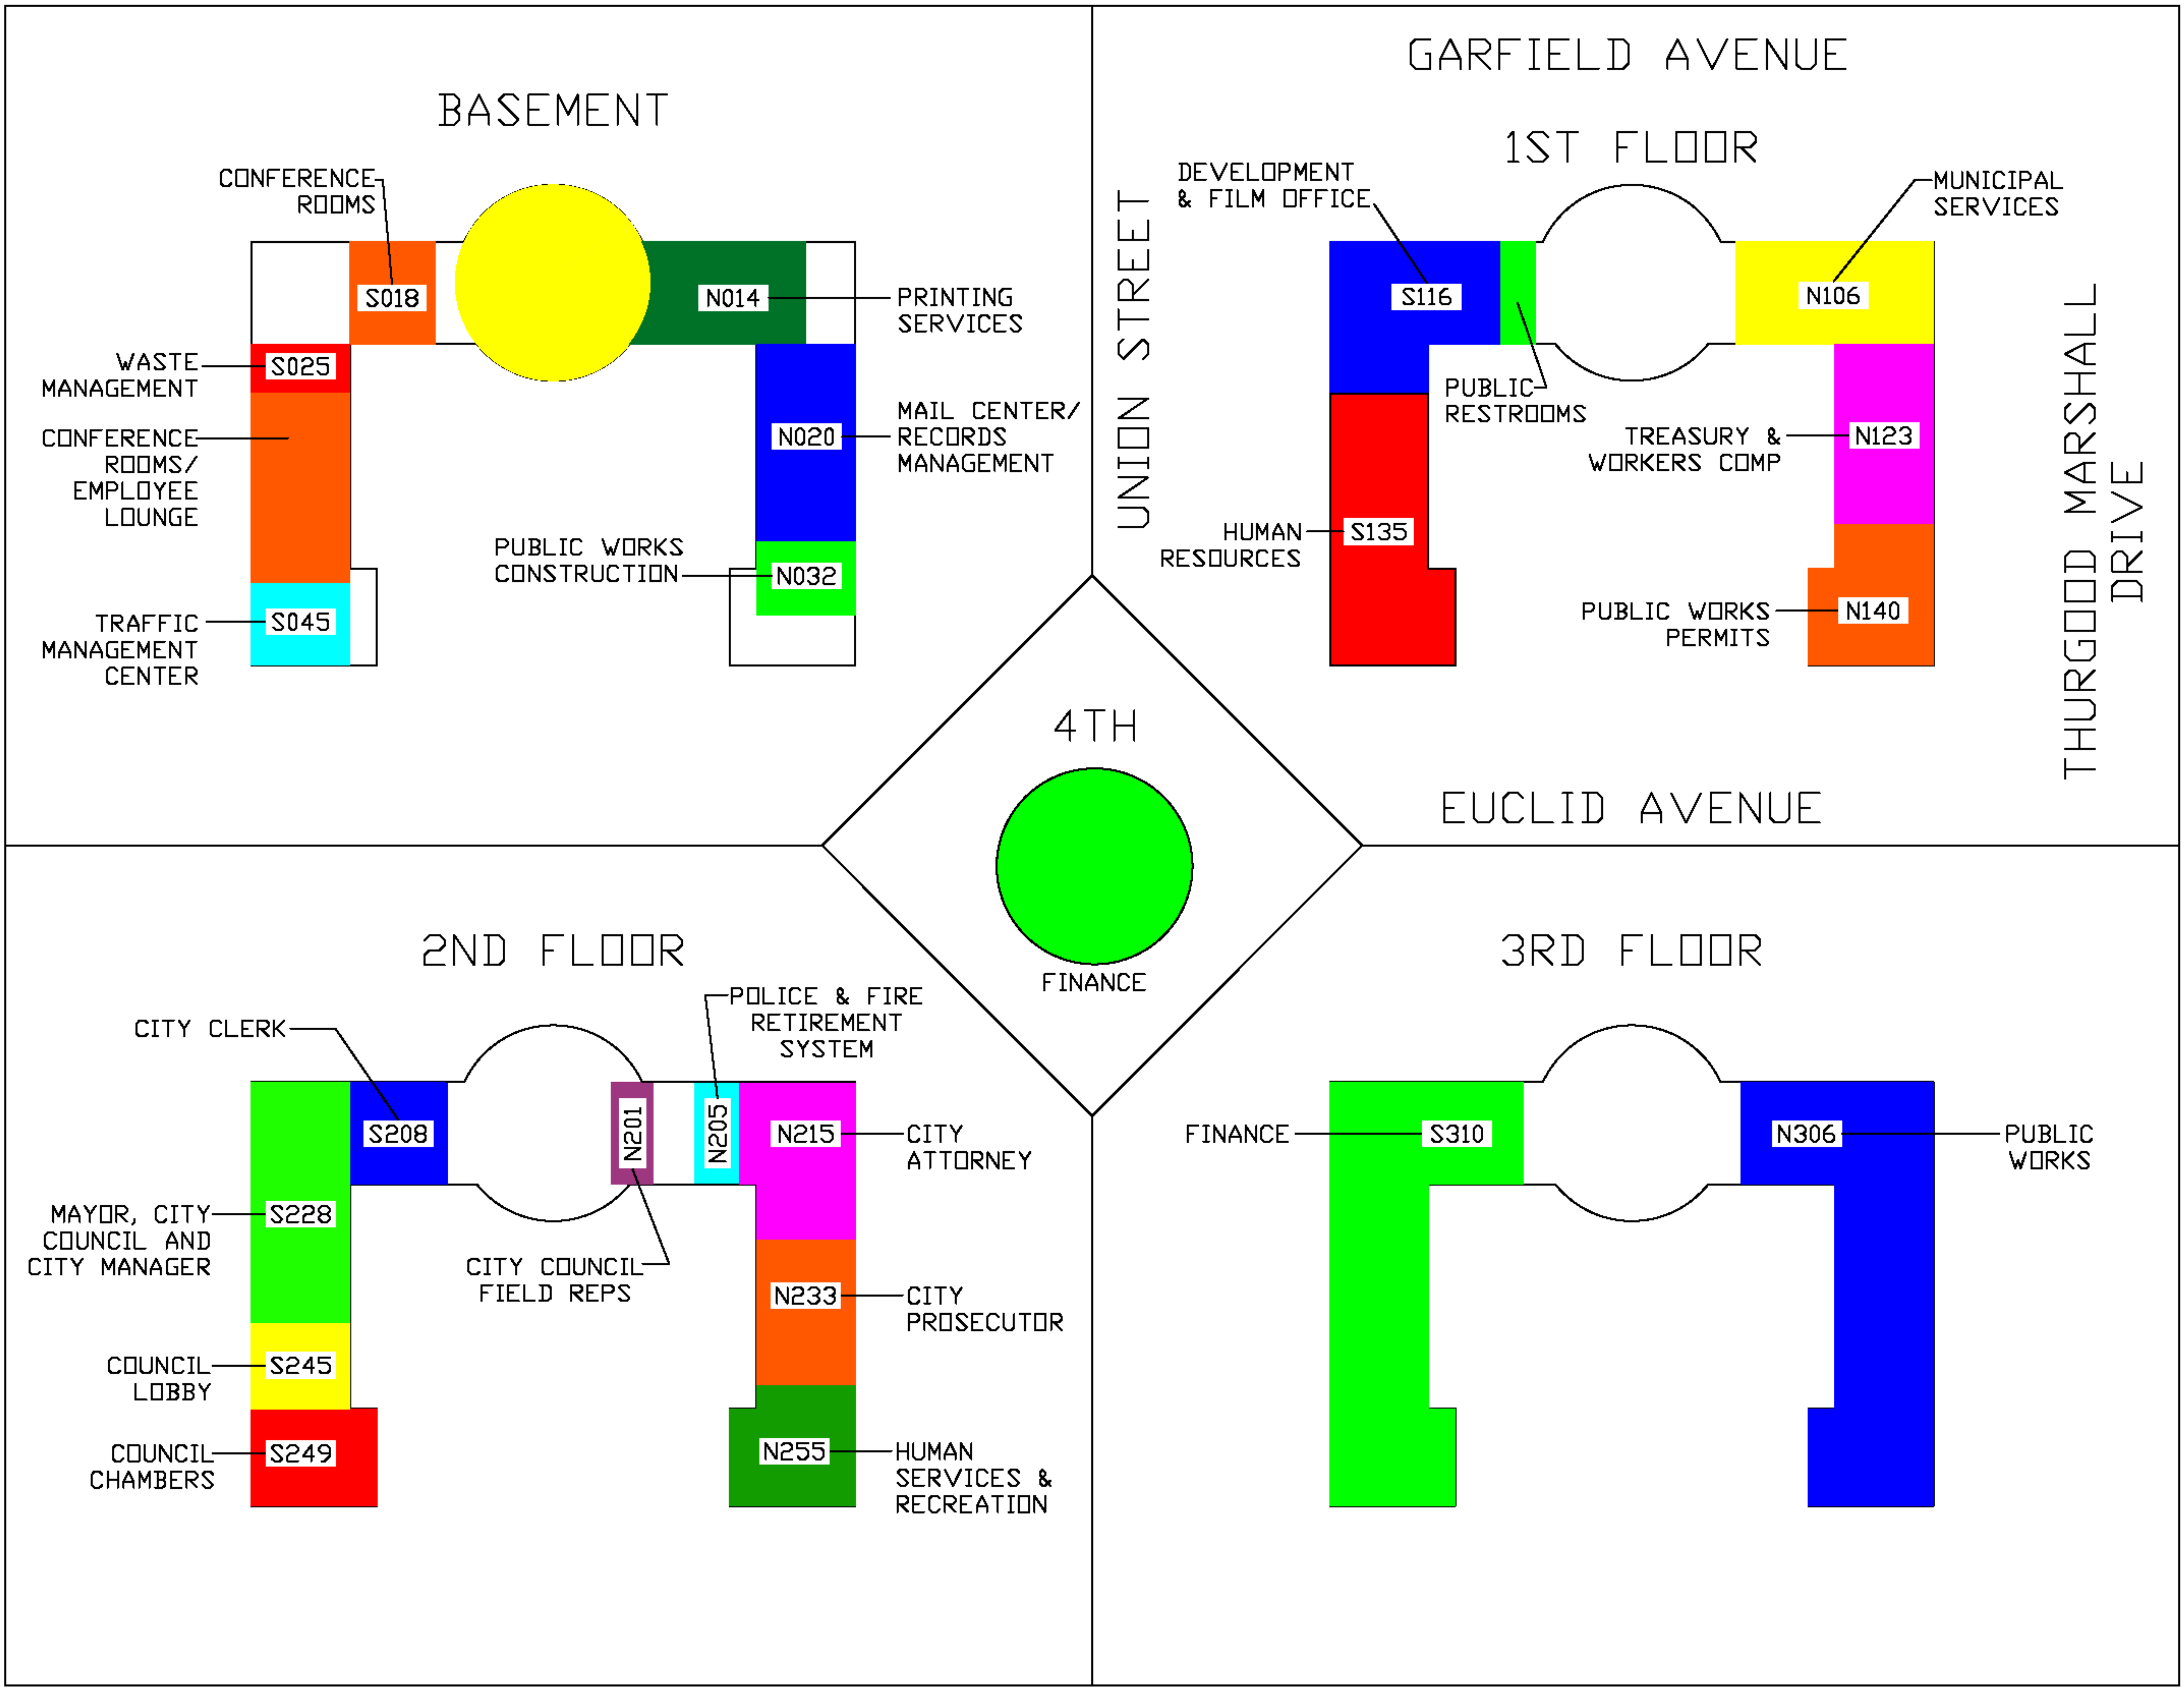 BASEMENT
CONFERENCE
ROOMS
S018
N014
PRINTING
SERVICES
WASTE
MANAGEMENT
S025
CONFERENCE
ROOMS/
EMPLOYEE
LOUNGE
N020
MAIL CENTER/
RECORDS
MANAGEMENT
PUBLIC WORKS
CONSTRUCTION
N032
TRAFFIC
MANAGEMENT
CENTER
S045
GARFIELD AVENUE
1ST FLOOR
UNION STREET
DEVELOPMENT
& FILM OFFICE
S116
MUNICIPAL
SERVICES
N106
PUBLIC
RESTROOMS
TREASURY &
WORKERS COMP
N123
HUMAN
RESOURCES
S135
PUBLIC WORKS
PERMITS
N140
THURGOOD MARSHALL
DRIVE
EUCLID AVENUE
4TH
FINANCE
2ND FLOOR
CITY CLERK
S208
POLICE & FIRE
RETIREMENT
SYSTEM
N201
N205
N215
CITY
ATTORNEY
MAYOR, CITY
COUNCIL AND
CITY MANAGER
S228
CITY COUNCIL
FIELD REPS
N233
CITY
PROSECUTOR
COUNCIL
LOBBY
S245
COUNCIL
CHAMBERS
S249
N255
HUMAN
SERVICES &
RECREATION
3RD FLOOR
FINANCE
S310
N306
PUBLIC
WORKS